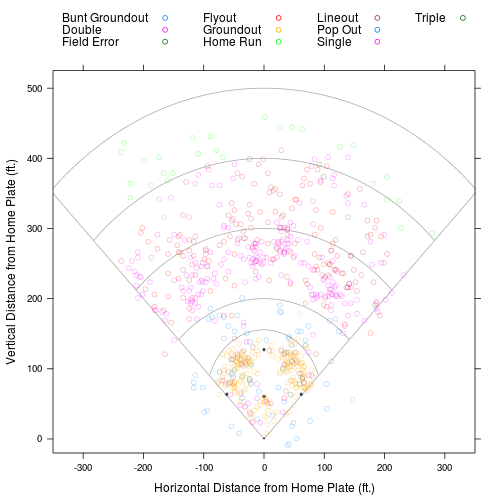 Bunt Groundout Flyout Lineout Triple
Double Groundout Pop Out
Field Error Home Run Single
500
400
300
200
100
0
-300 -200 -100 0 100 200 300
Vertical Distance from Home Plate (ft.)
Horizontal Distance from Home Plate (ft.)